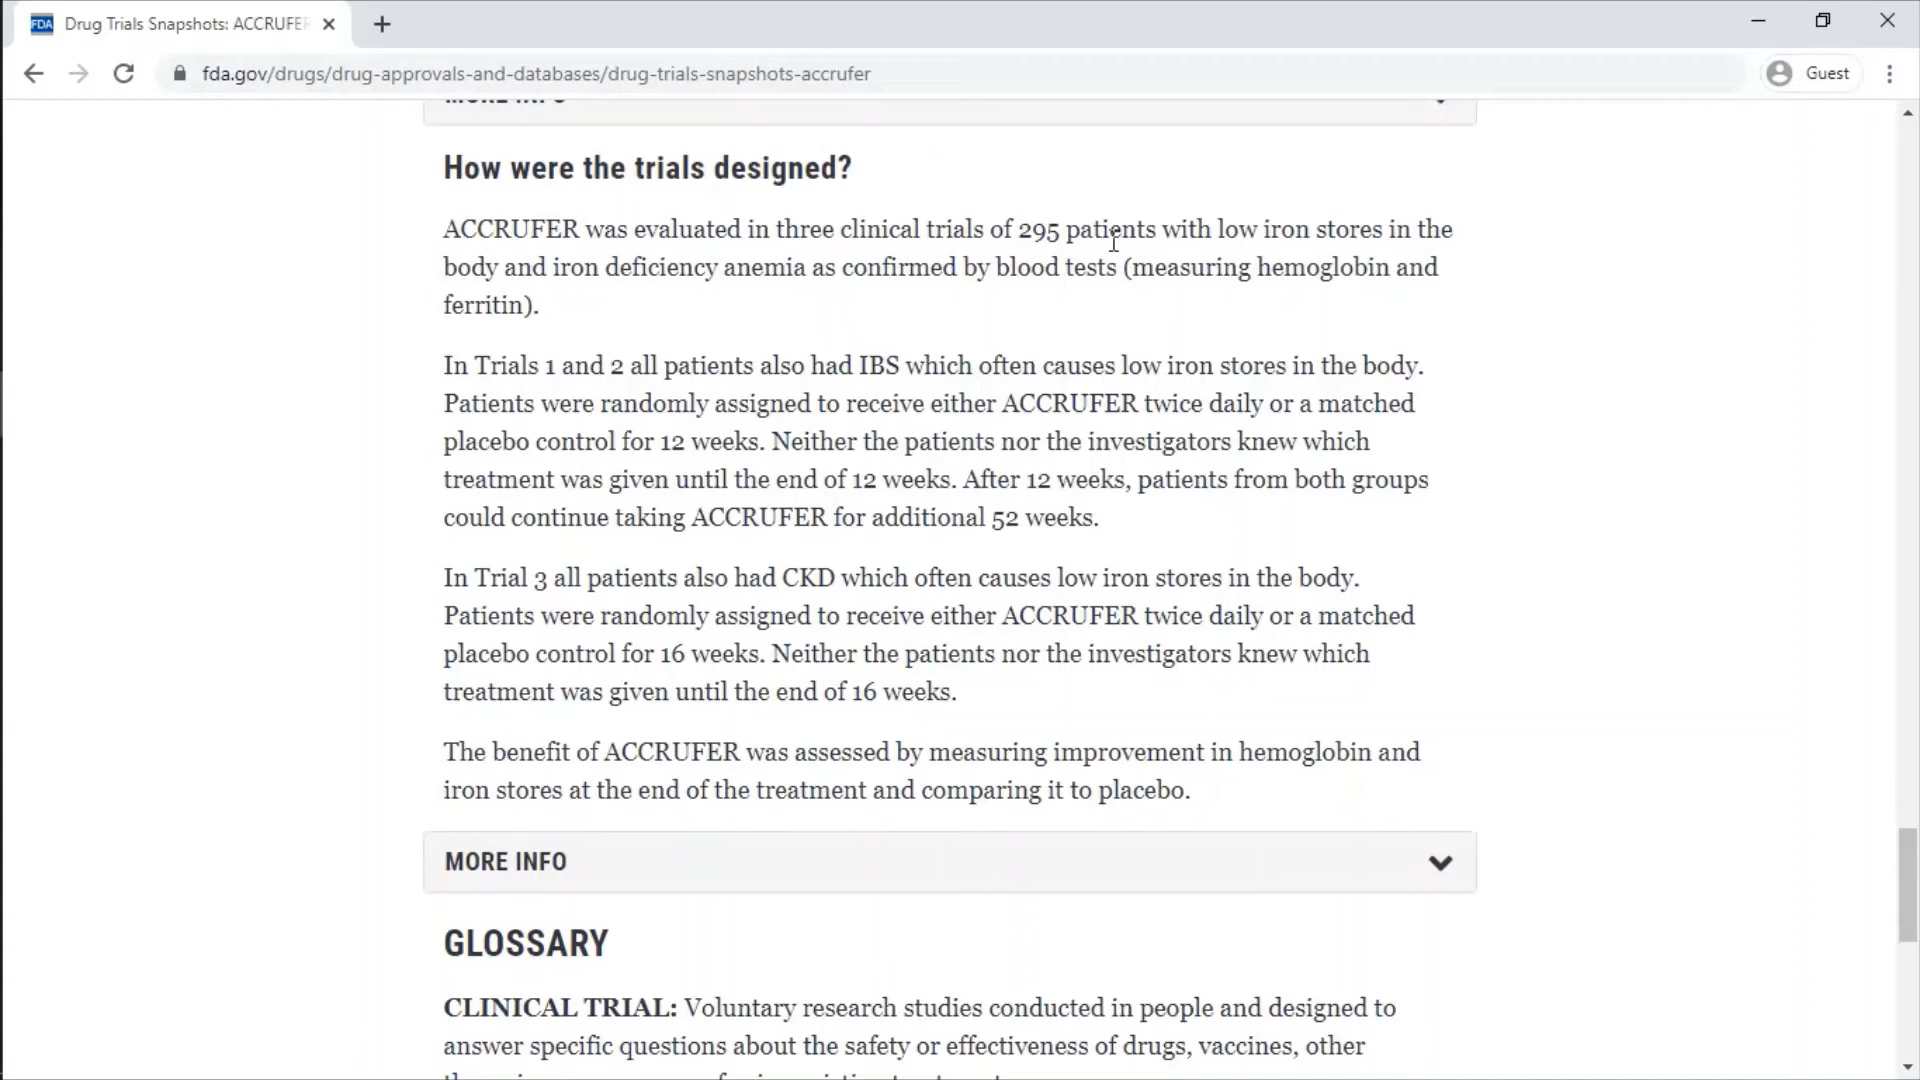 Drug Trials Snapshots: ACCRUFER
fda.gov/drugs/drug-approvals-and-databases/drug-trials-snapshots-accrufer
Guest
MORE INFO
How were the trials designed?
ACCRUFER was evaluated in three clinical trials of 295 patients with low iron stores in the
body and iron deficiency anemia as confirmed by blood tests (measuring hemoglobin and
ferritin).
In Trials 1 and 2 all patients also had IBS which often causes low iron stores in the body.
Patients were randomly assigned to receive either ACCRUFER twice daily or a matched
placebo control for 12 weeks. Neither the patients nor the investigators knew which
treatment was given until the end of 12 weeks. After 12 weeks, patients from both groups
could continue taking ACCRUFER for additional 52 weeks.
In Trial 3 all patients also had CKD which often causes low iron stores in the body.
Patients were randomly assigned to receive either ACCRUFER twice daily or a matched
placebo control for 16 weeks. Neither the patients nor the investigators knew which
treatment was given until the end of 16 weeks.
The benefit of ACCRUFER was assessed by measuring improvement in hemoglobin and
iron stores at the end of the treatment and comparing it to placebo.
MORE INFO
GLOSSARY
CLINICAL TRIAL: Voluntary research studies conducted in people and designed to
answer specific questions about the safety or effectiveness of drugs, vaccines, other